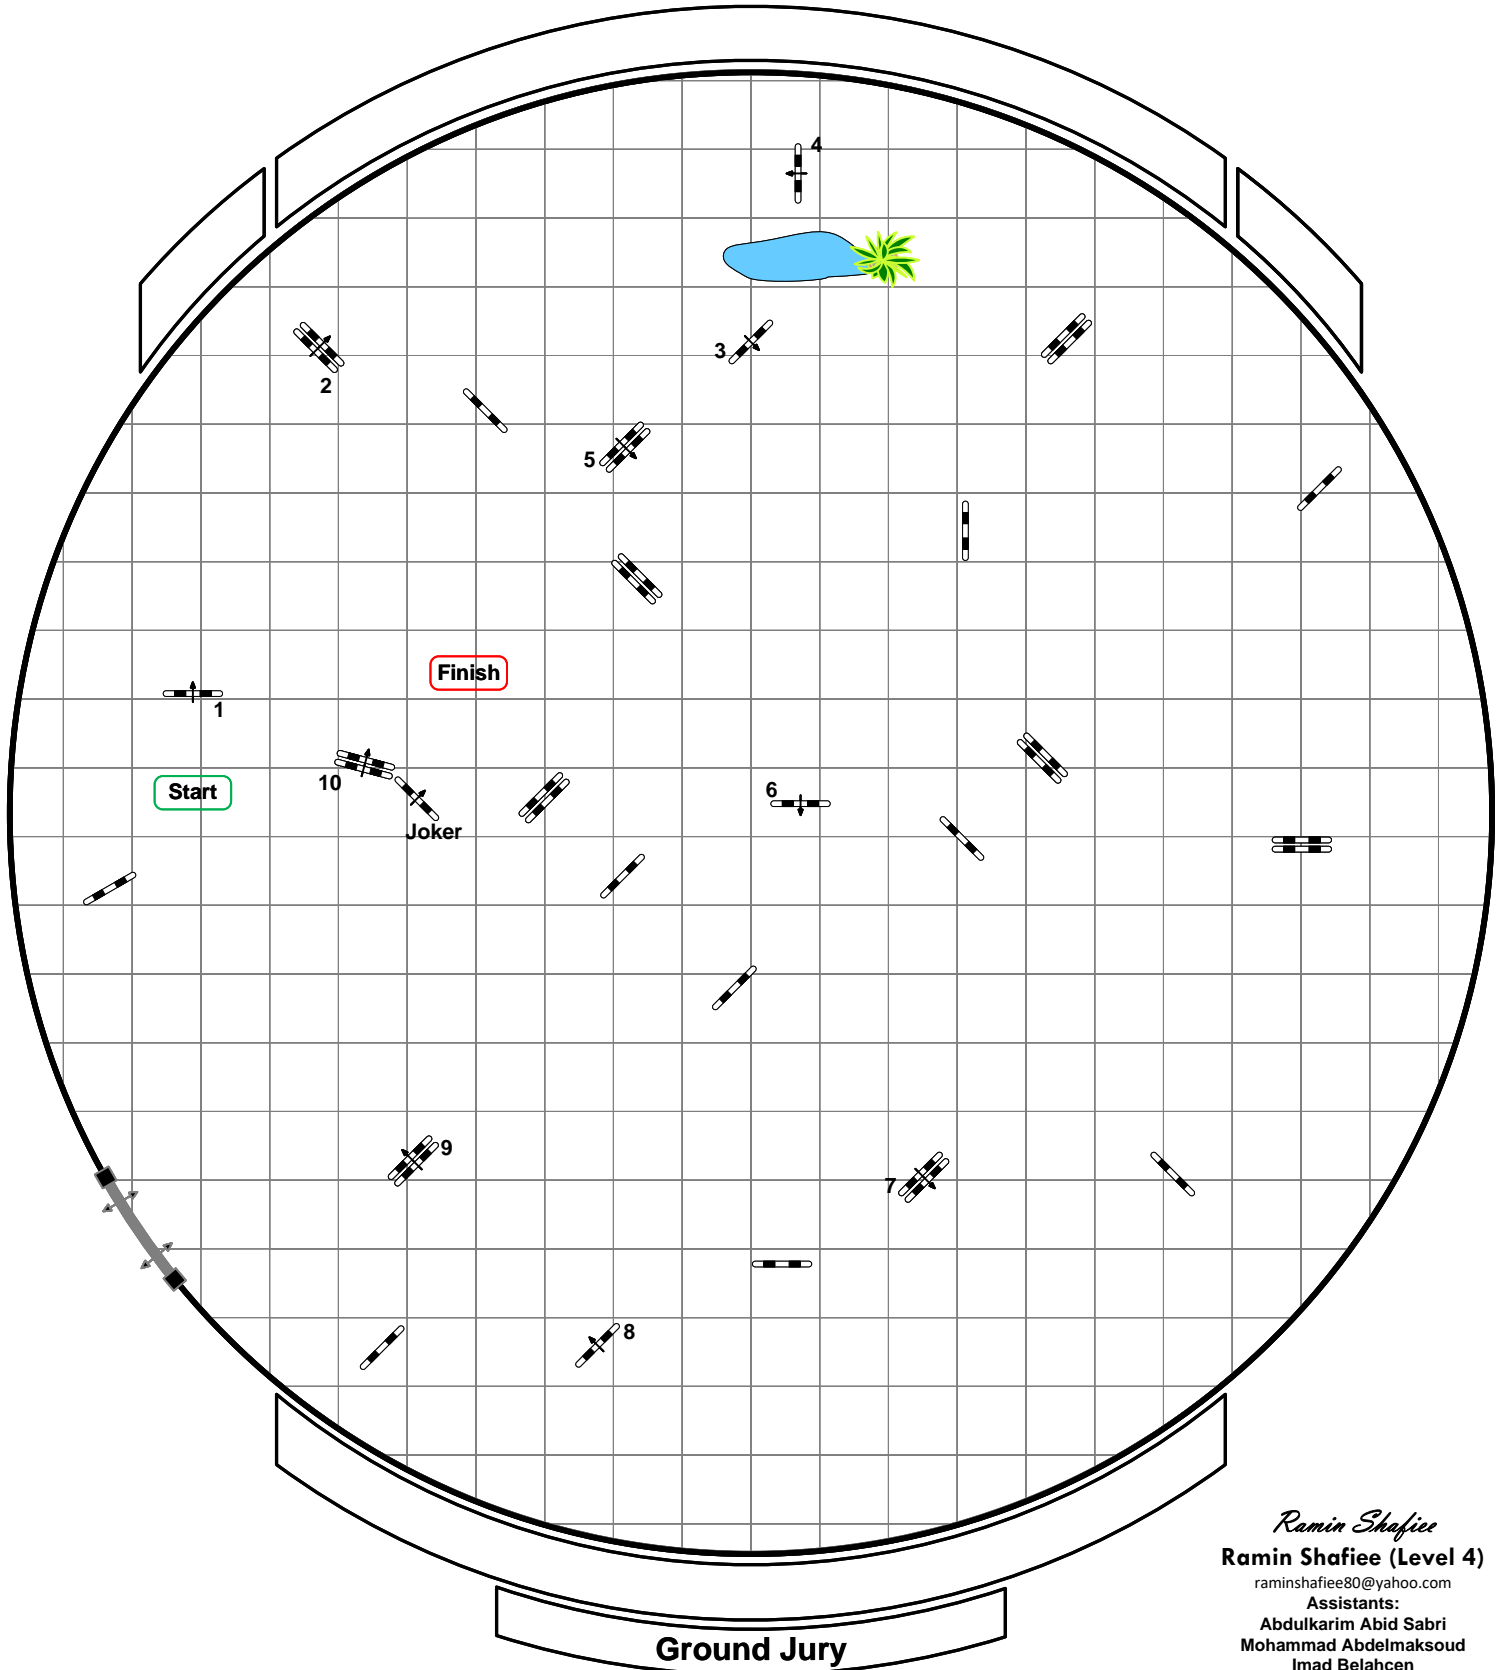 4
2
3
5
Finish
1
10
Start
6
Joker
9
7
8
Ramin Shafiee
Ramin Shafiee (Level 4)
raminshafiee80@yahoo.com
Assistants:
Abdulkarim Abid Sabri
Mohammad Abdelmaksoud
Imad Belahcen
Ground Jury